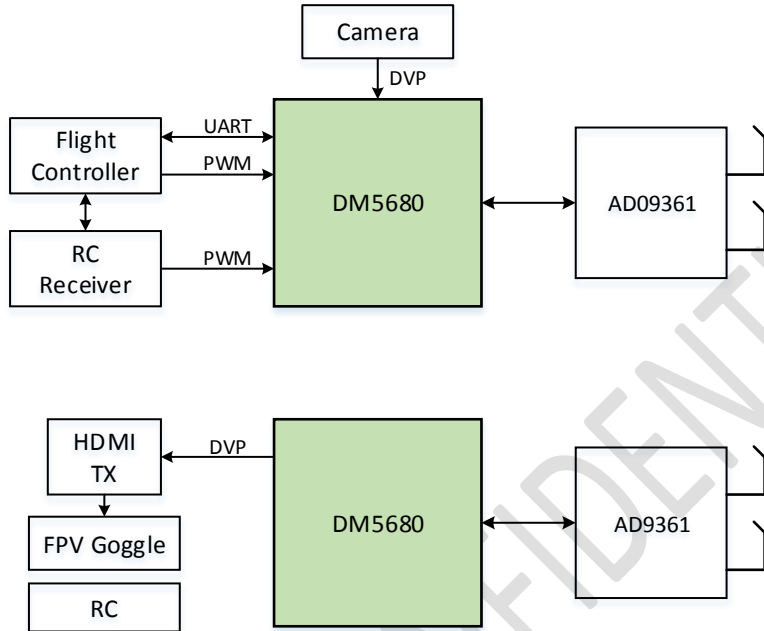 Camera
DVP
Flight
Controller
UART
PWM
DM5680
AD09361
RC
Receiver
PWM
HDMI
TX
DVP
DM5680
AD9361
FPV Goggle
RC
FIDENT